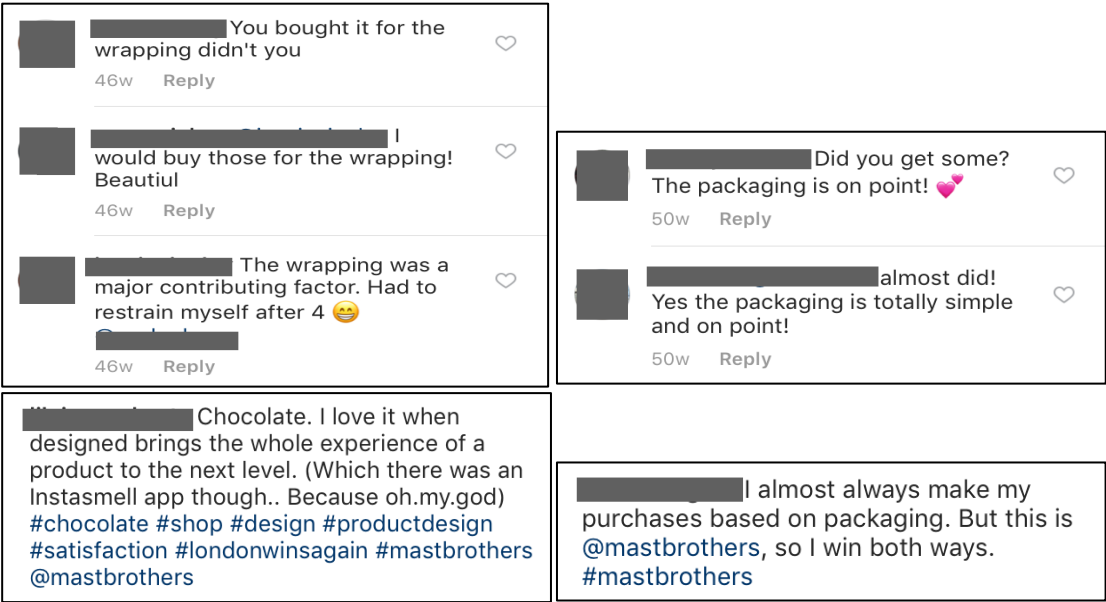 You bought it for the
wrapping didn't you
46w Reply
I
would buy those for the wrapping!
Beautiul
46w Reply
The wrapping was a
major contributing factor. Had to
restrain myself after 4 😁
46w Reply
Did you get some?
The packaging is on point! 💕
50w Reply
almost did!
Yes the packaging is totally simple
and on point!
50w Reply
Chocolate. I love it when
designed brings the whole experience of a
product to the next level. (Which there was an
Instasmell app though.. Because oh.my.god)
#chocolate #shop #design #productdesign
#satisfaction #londonwinsagain #mastbrothers
@mastbrothers
I almost always make my
purchases based on packaging. But this is
@mastbrothers, so I win both ways.
#mastbrothers